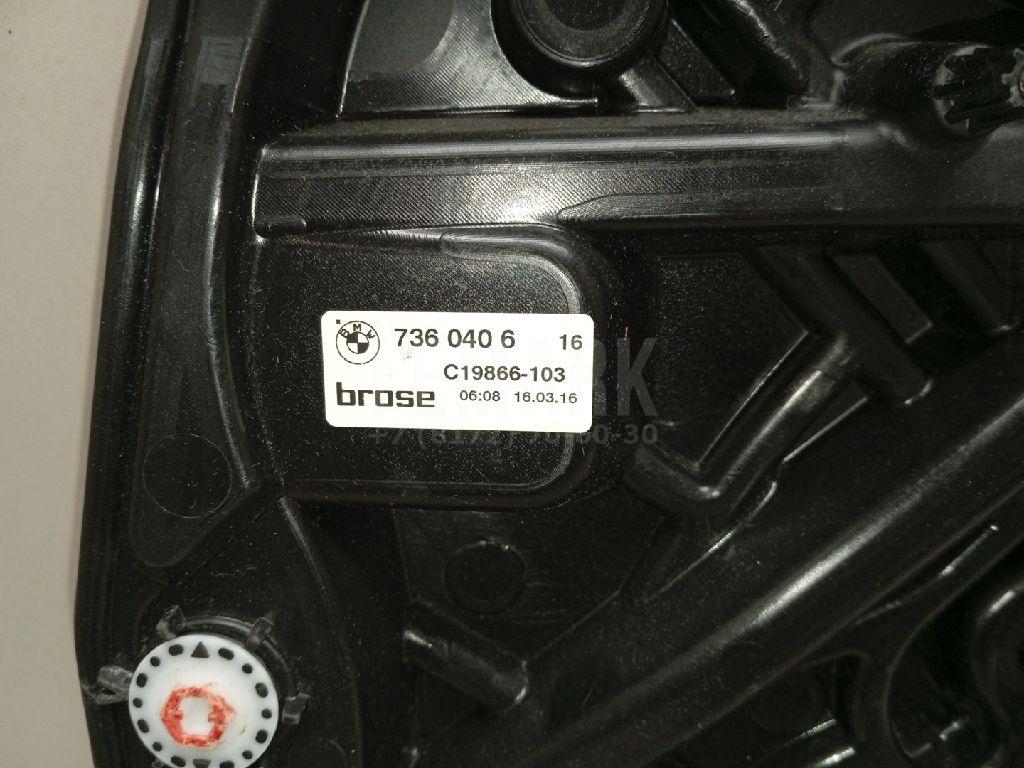 BMW 736 040 6 16
C19866-103
brose 06:08 16.03.16